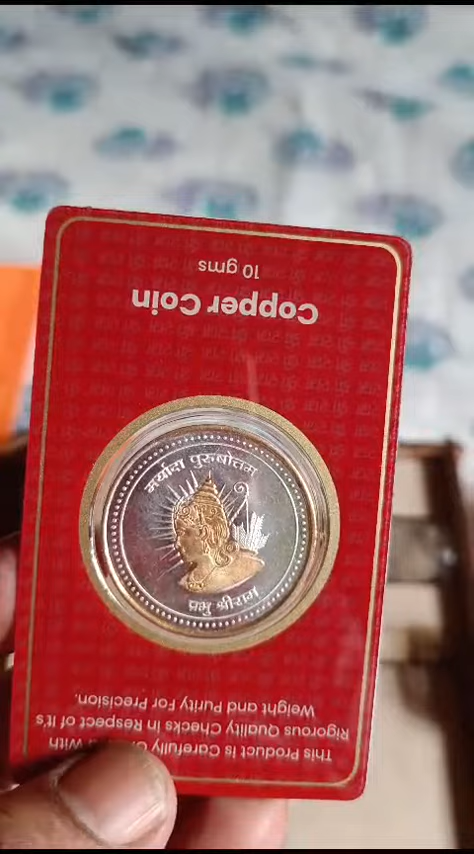 This Product is Carefully With
Rigorous Quality Checks in Respect of It's
Weight and Purity For Precision.
मर्यादा पुरुषोत्तम
प्रभु श्रीराम
Copper Coin
10 gms